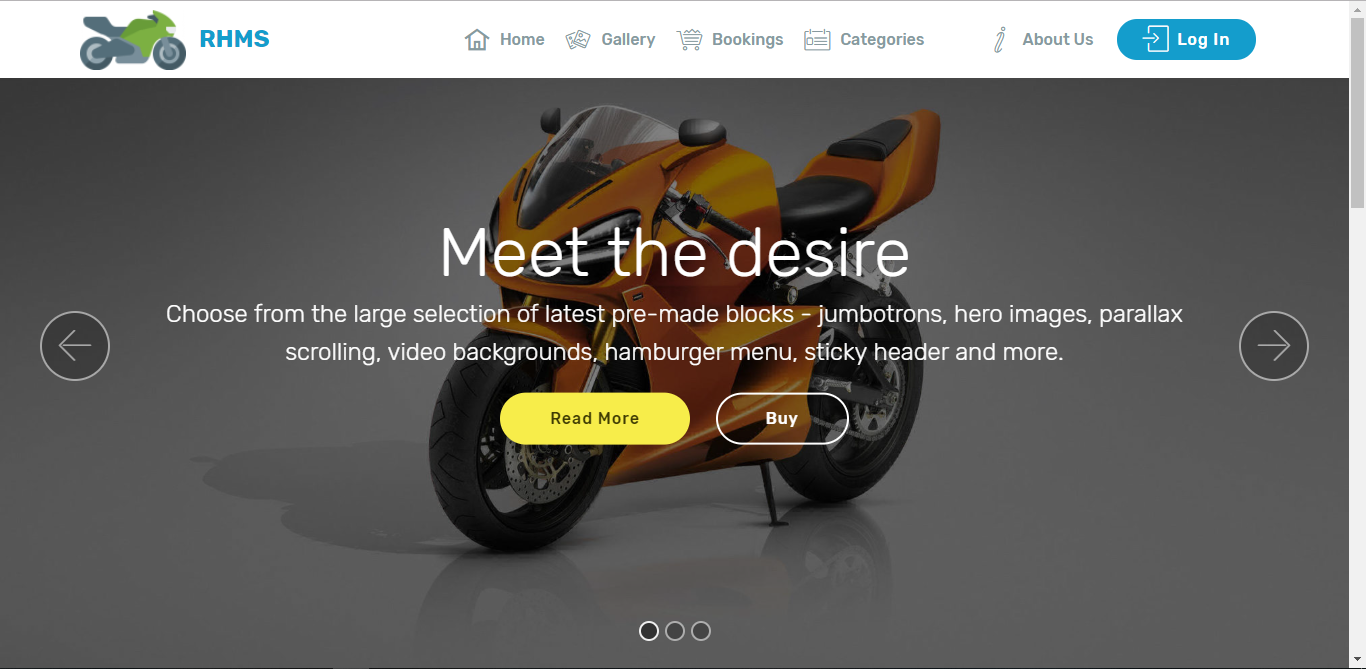 RHMS
Home
Gallery
Bookings
Categories
About Us
Log In
Meet the desire
Choose from the large selection of latest pre-made blocks - jumbotrons, hero images, parallax
scrolling, video backgrounds, hamburger menu, sticky header and more.
Read More
Buy